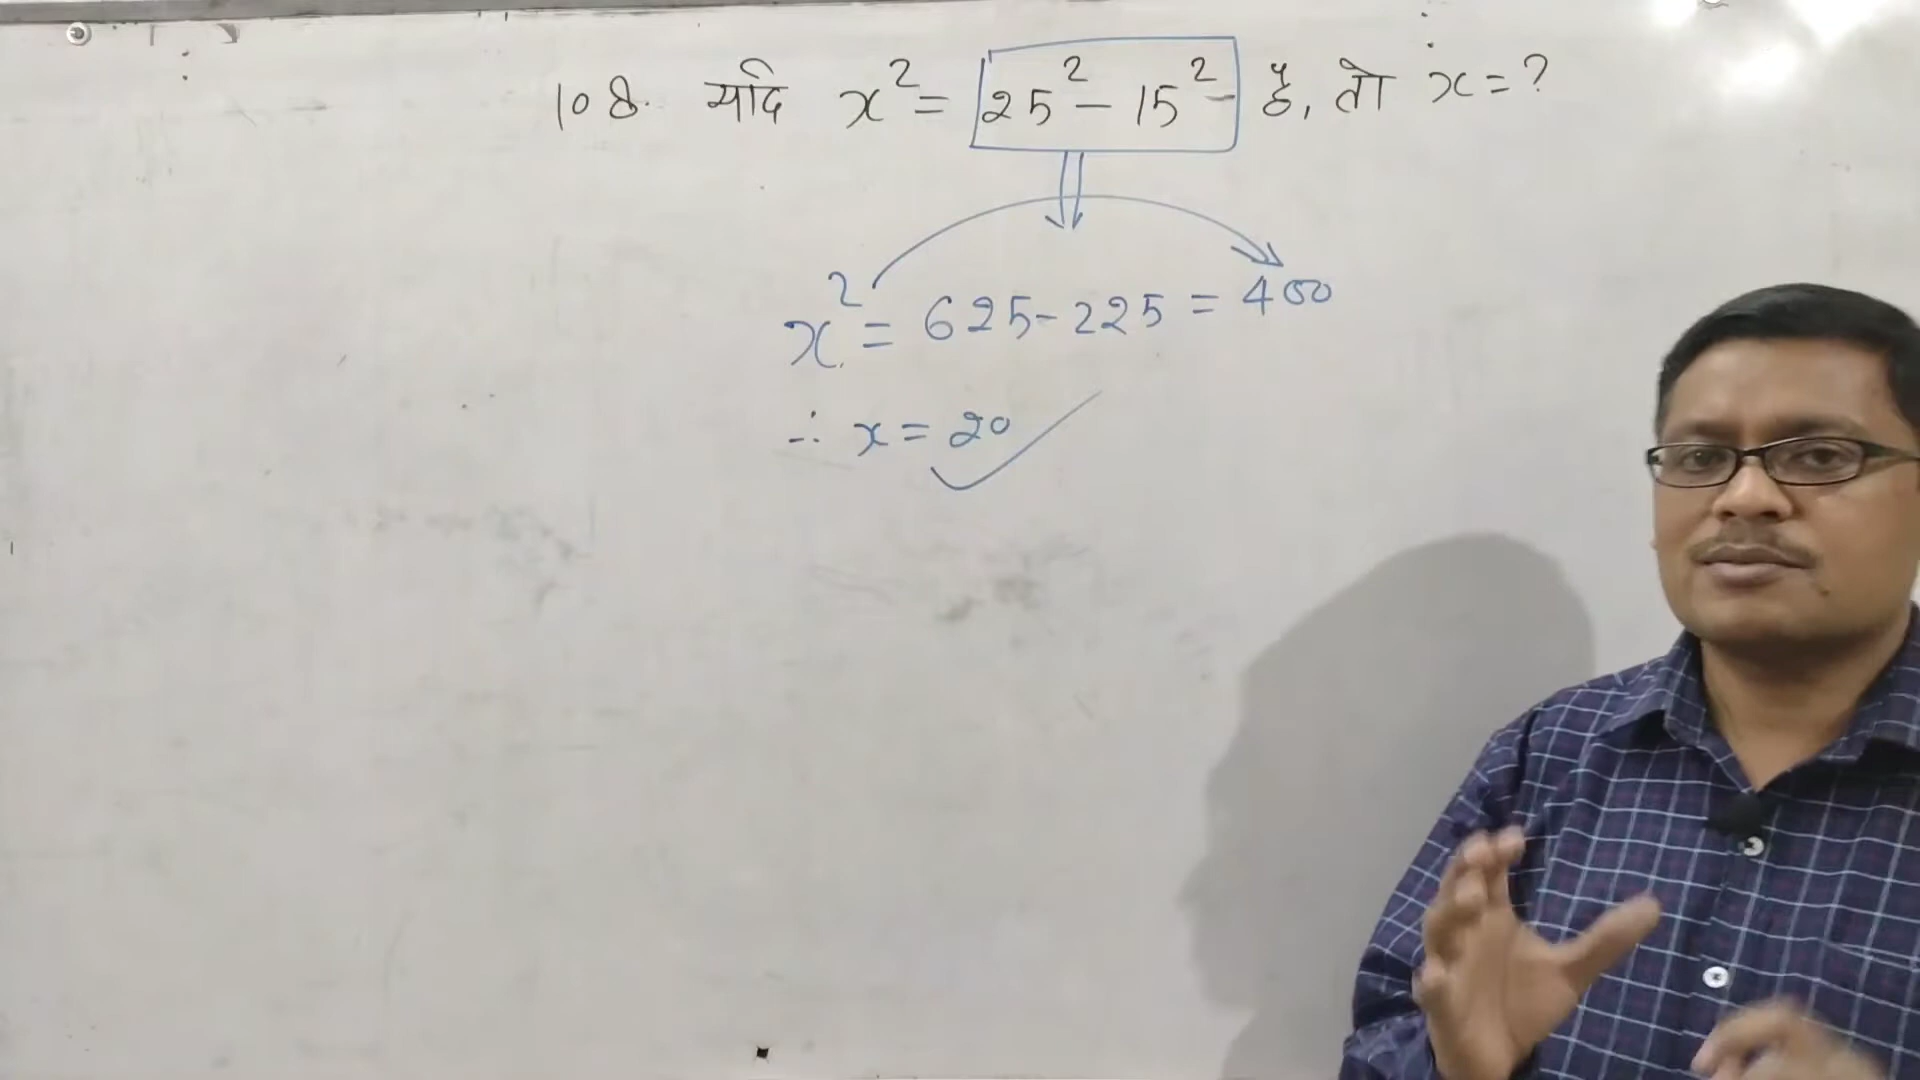 108. यदि x² = 25² - 15² है, तो x = ?
x² = 625 - 225 = 400
∴ x = 20